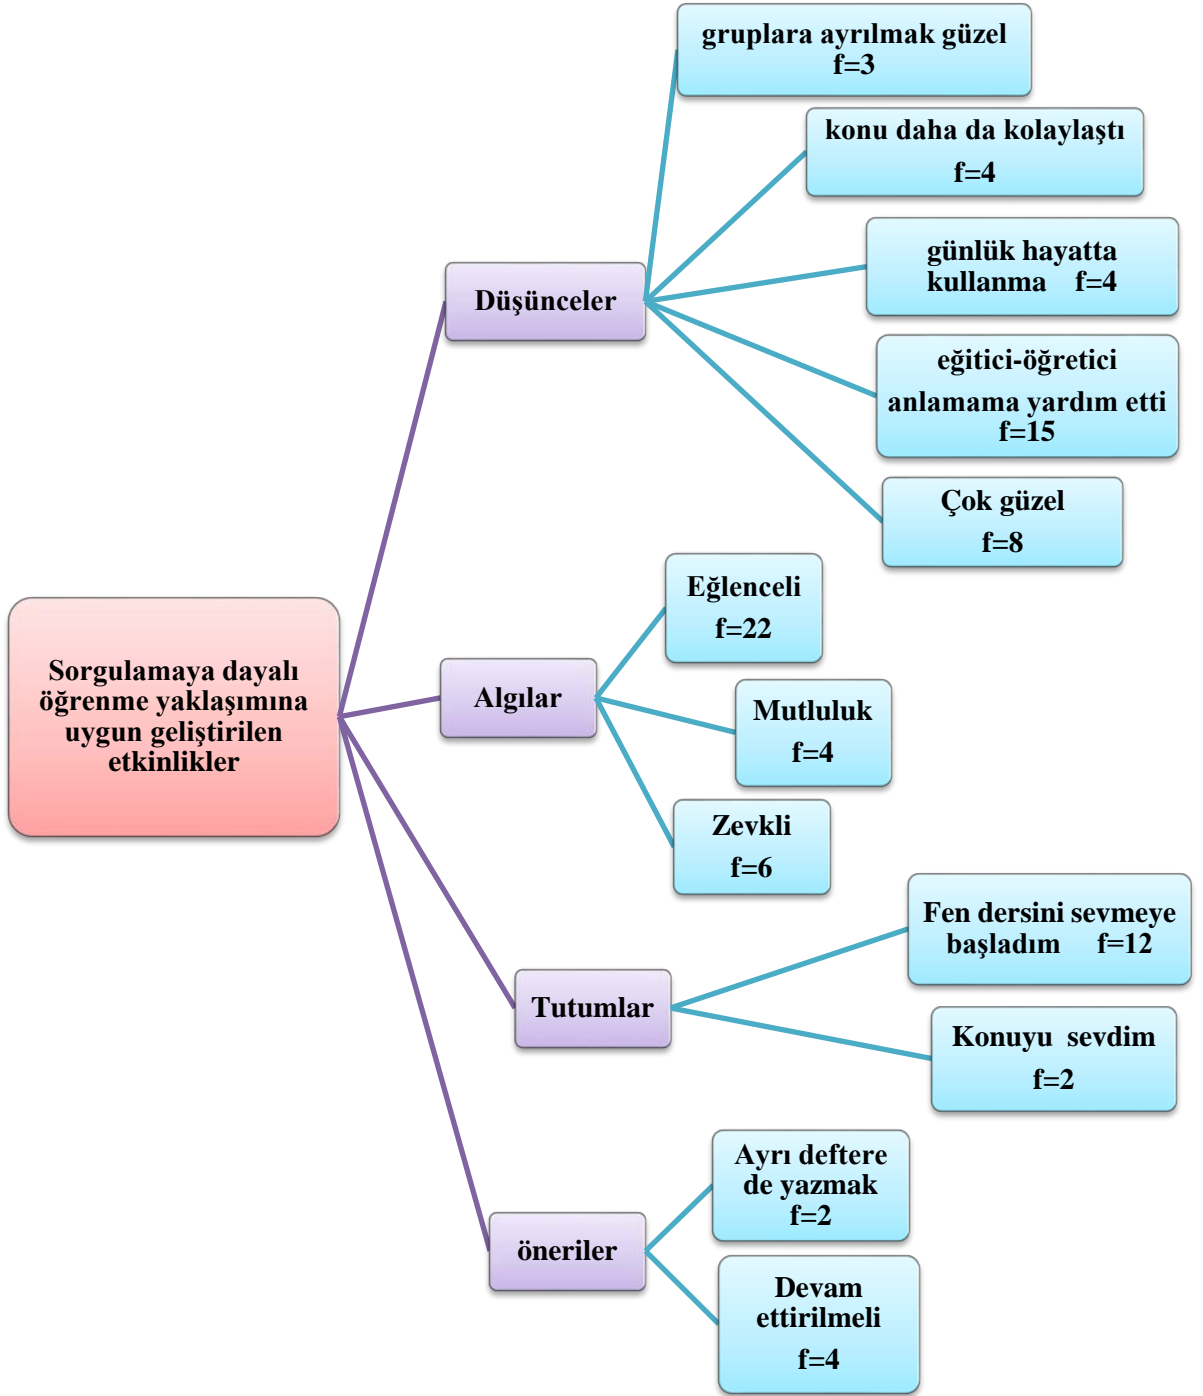 gruplara ayrılmak güzel
f=3
konu daha da kolaylaştı
f=4
günlük hayatta
kullanma f=4
Düşünceler
eğitici-öğretici
anlamama yardım etti
f=15
Çok güzel
f=8
Eğlenceli
f=22
Sorgulamaya dayalı
öğrenme yaklaşımına
uygun geliştirilen
etkinlikler
Algılar
Mutluluk
f=4
Zevkli
f=6
Fen dersini sevmeye
başladım f=12
Tutumlar
Konuyu sevdim
f=2
Ayrı deftere
de yazmak
f=2
öneriler
Devam
ettirilmeli
f=4